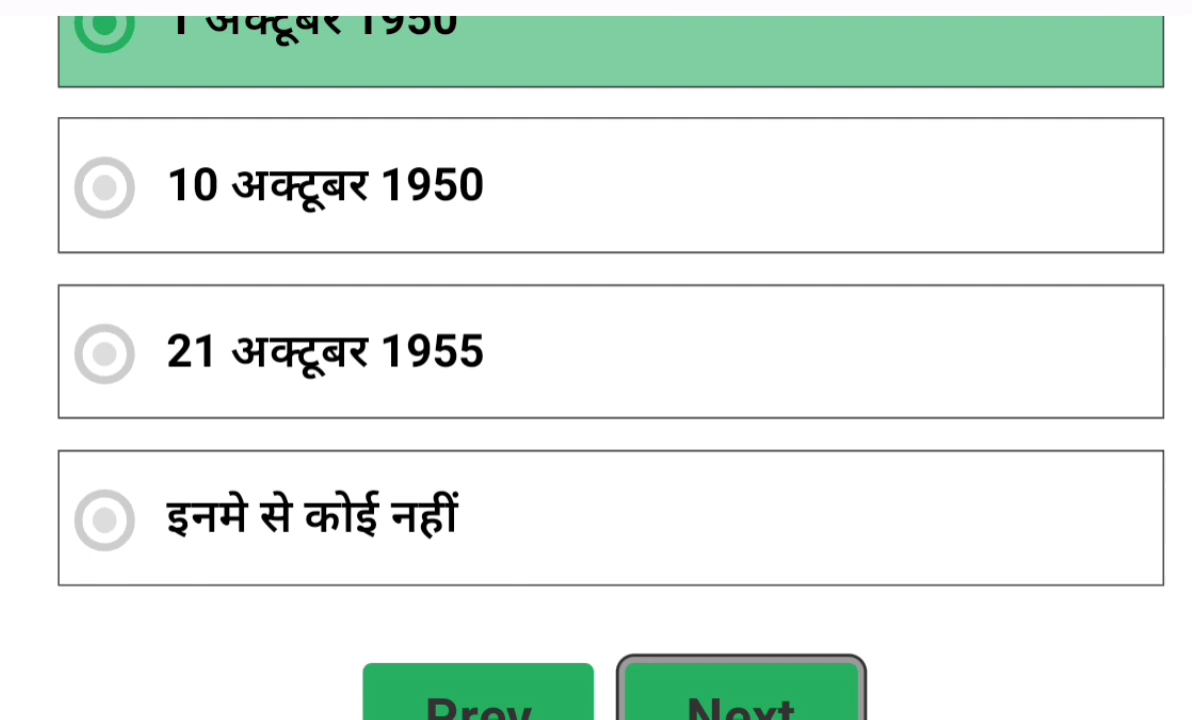 1 अक्टूबर 1950
10 अक्टूबर 1950
21 अक्टूबर 1955
इनमे से कोई नहीं
Prev Next